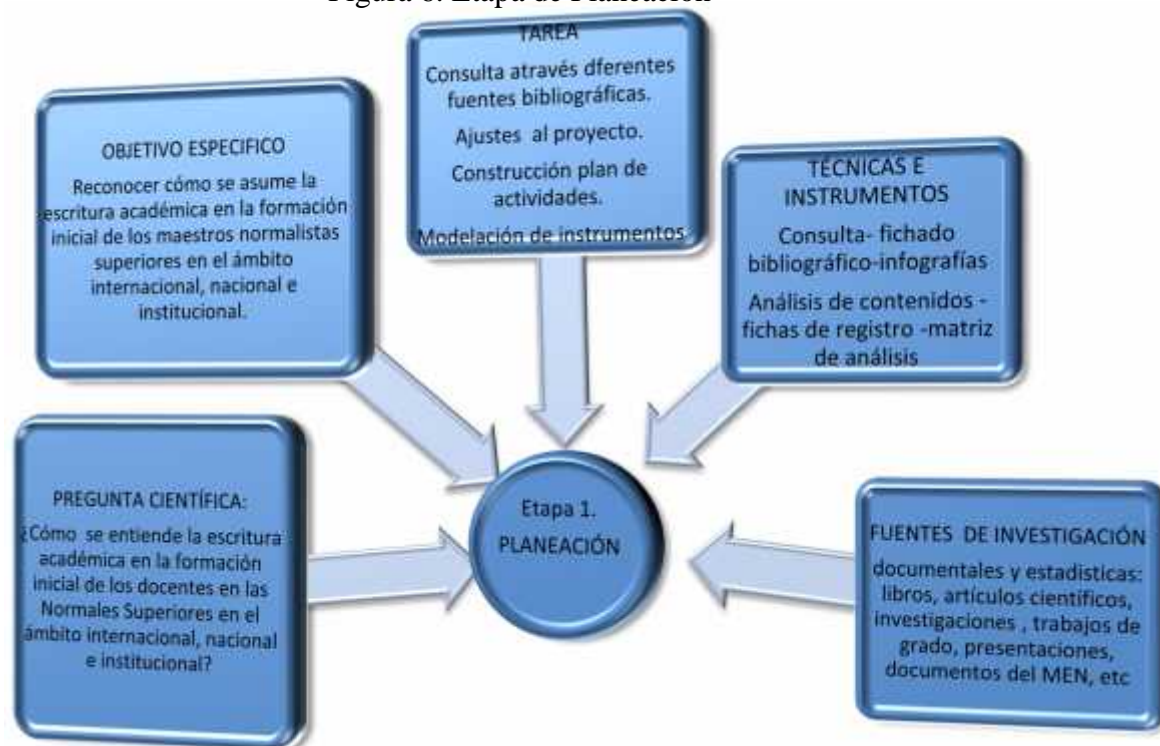 Figura 6. Etapa de Planeación
TAREA
Consulta através dferentes
fuentes bibliográficas.
Ajustes al proyecto.
Construcción plan de
actividades.
Modelación de instrumentos
OBJETIVO ESPECIFICO
Reconocer cómo se asume la
escritura académica en la formación
inicial de los maestros normalistas
superiores en el ámbito
internacional, nacional e
institucional.
TÉCNICAS E
INSTRUMENTOS
Consulta- fichado
bibliográfico-infografías
Análisis de contenidos -
fichas de registro -matriz
de análisis
PREGUNTA CIENTÍFICA:
¿Cómo se entiende la escritura
académica en la formación
inicial de los docentes en las
Normales Superiores en el
ámbito internacional, nacional
e institucional?
Etapa 1.
PLANEACIÓN
FUENTES DE INVESTIGACIÓN
documentales y estadisticas:
libros, artículos científicos,
investigaciones , trabajos de
grado, presentaciones,
documentos del MEN, etc